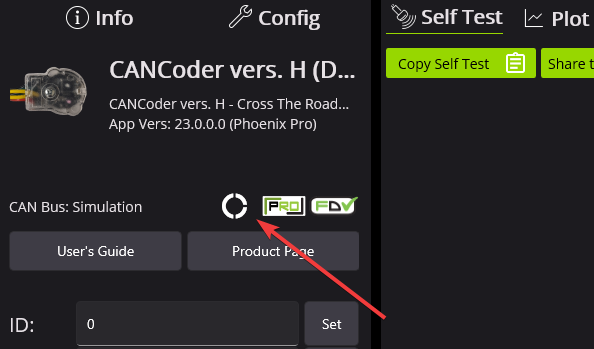 Info
Config
CANCoder vers. H (D...
CANCoder vers. H - Cross The Road...
App Vers: 23.0.0.0 (Phoenix Pro)
CAN Bus: Simulation
PRO
FDV
User's Guide
Product Page
ID:
0
Set
Self Test
Plot
Copy Self Test
Share t